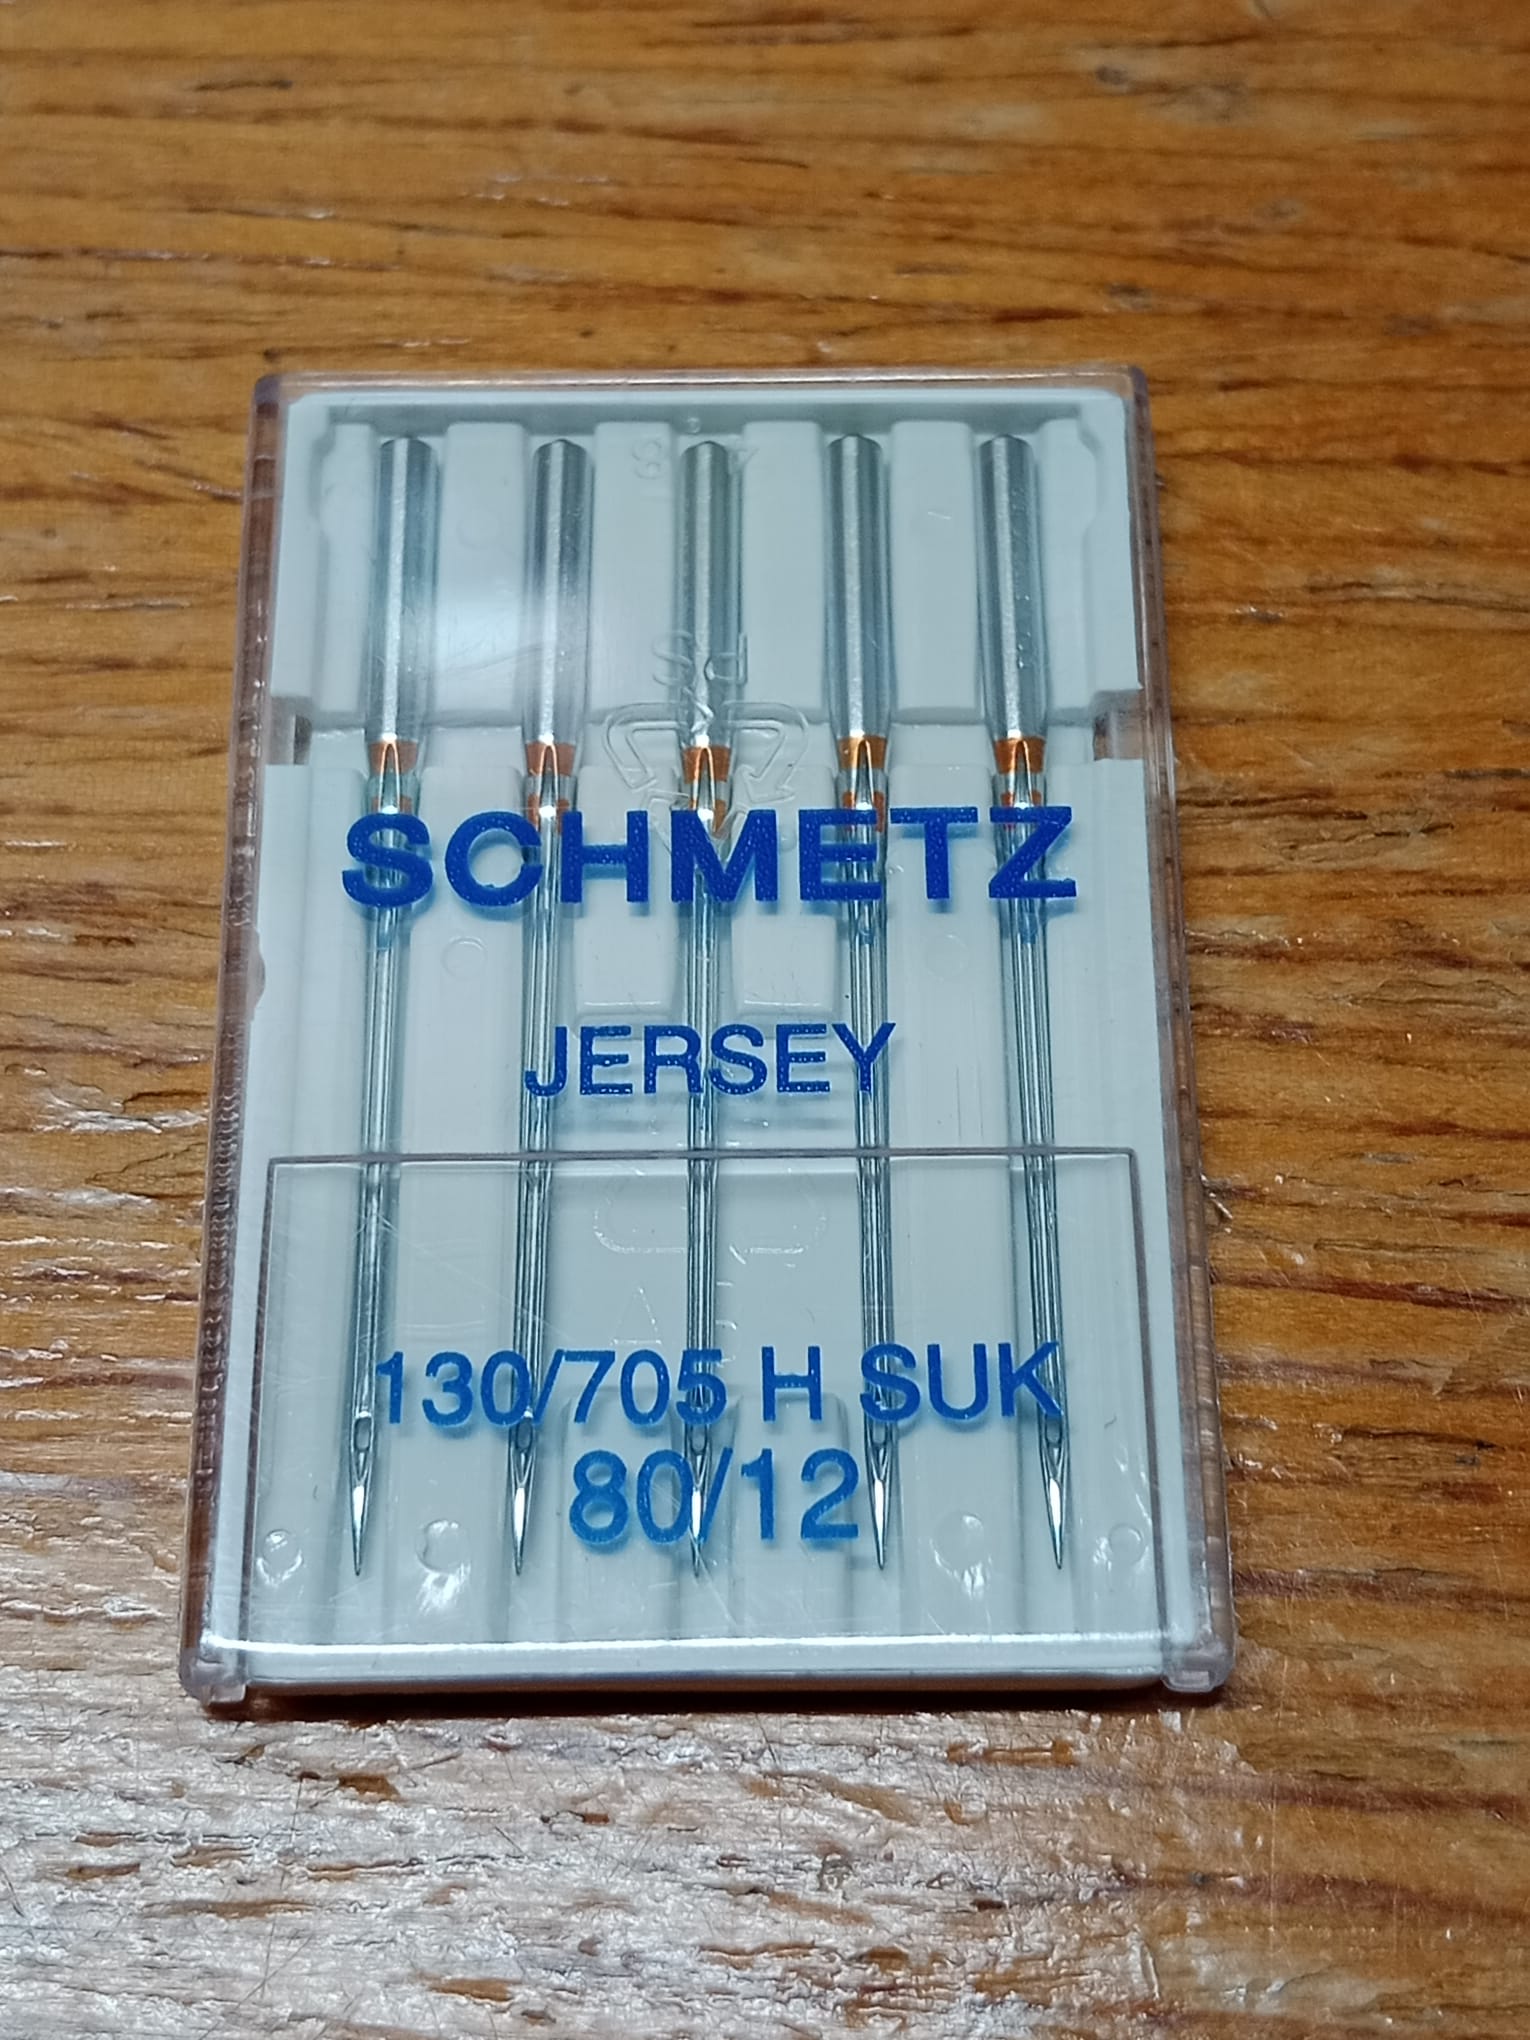 SCHMETZ
JERSEY
130/705 H SUK
80/12